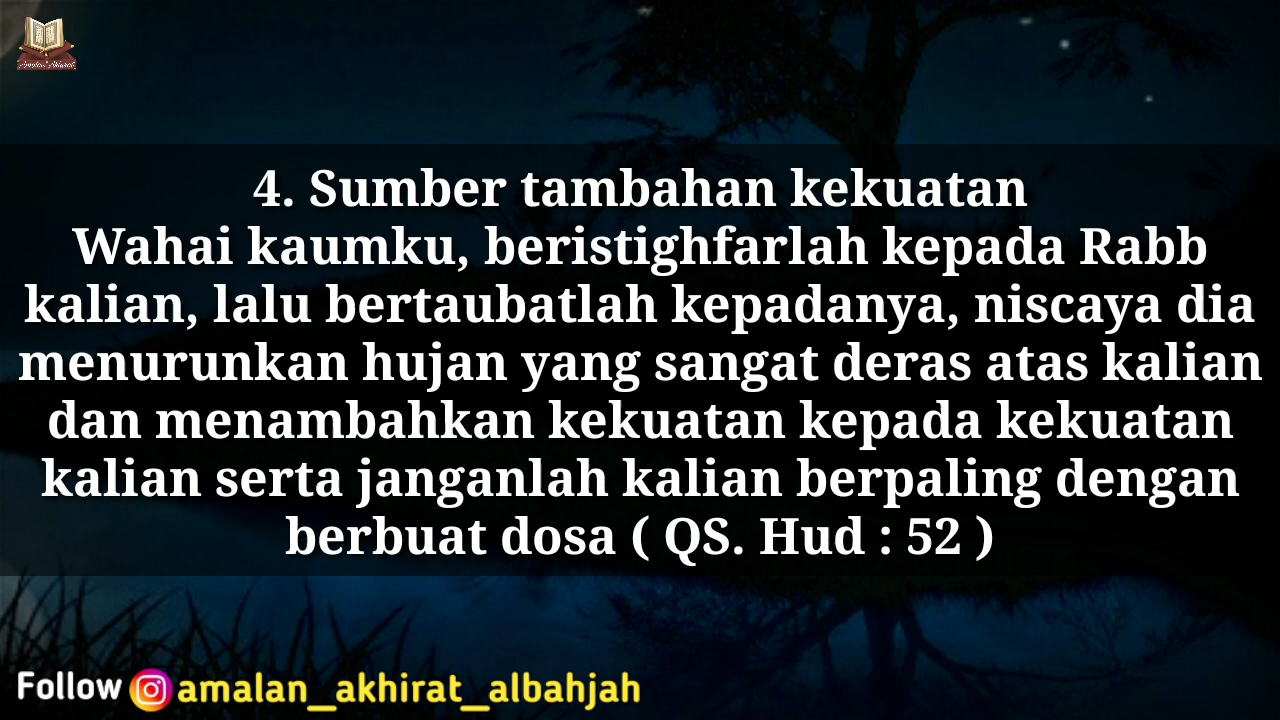 4. Sumber tambahan kekuatan
Wahai kaumku, beristighfarlah kepada Rabb
kalian, lalu bertaubatlah kepadanya, niscaya dia
menurunkan hujan yang sangat deras atas kalian
dan menambahkan kekuatan kepada kekuatan
kalian serta janganlah kalian berpaling dengan
berbuat dosa ( QS. Hud : 52 )
Follow amalan_akhirat_albahjah